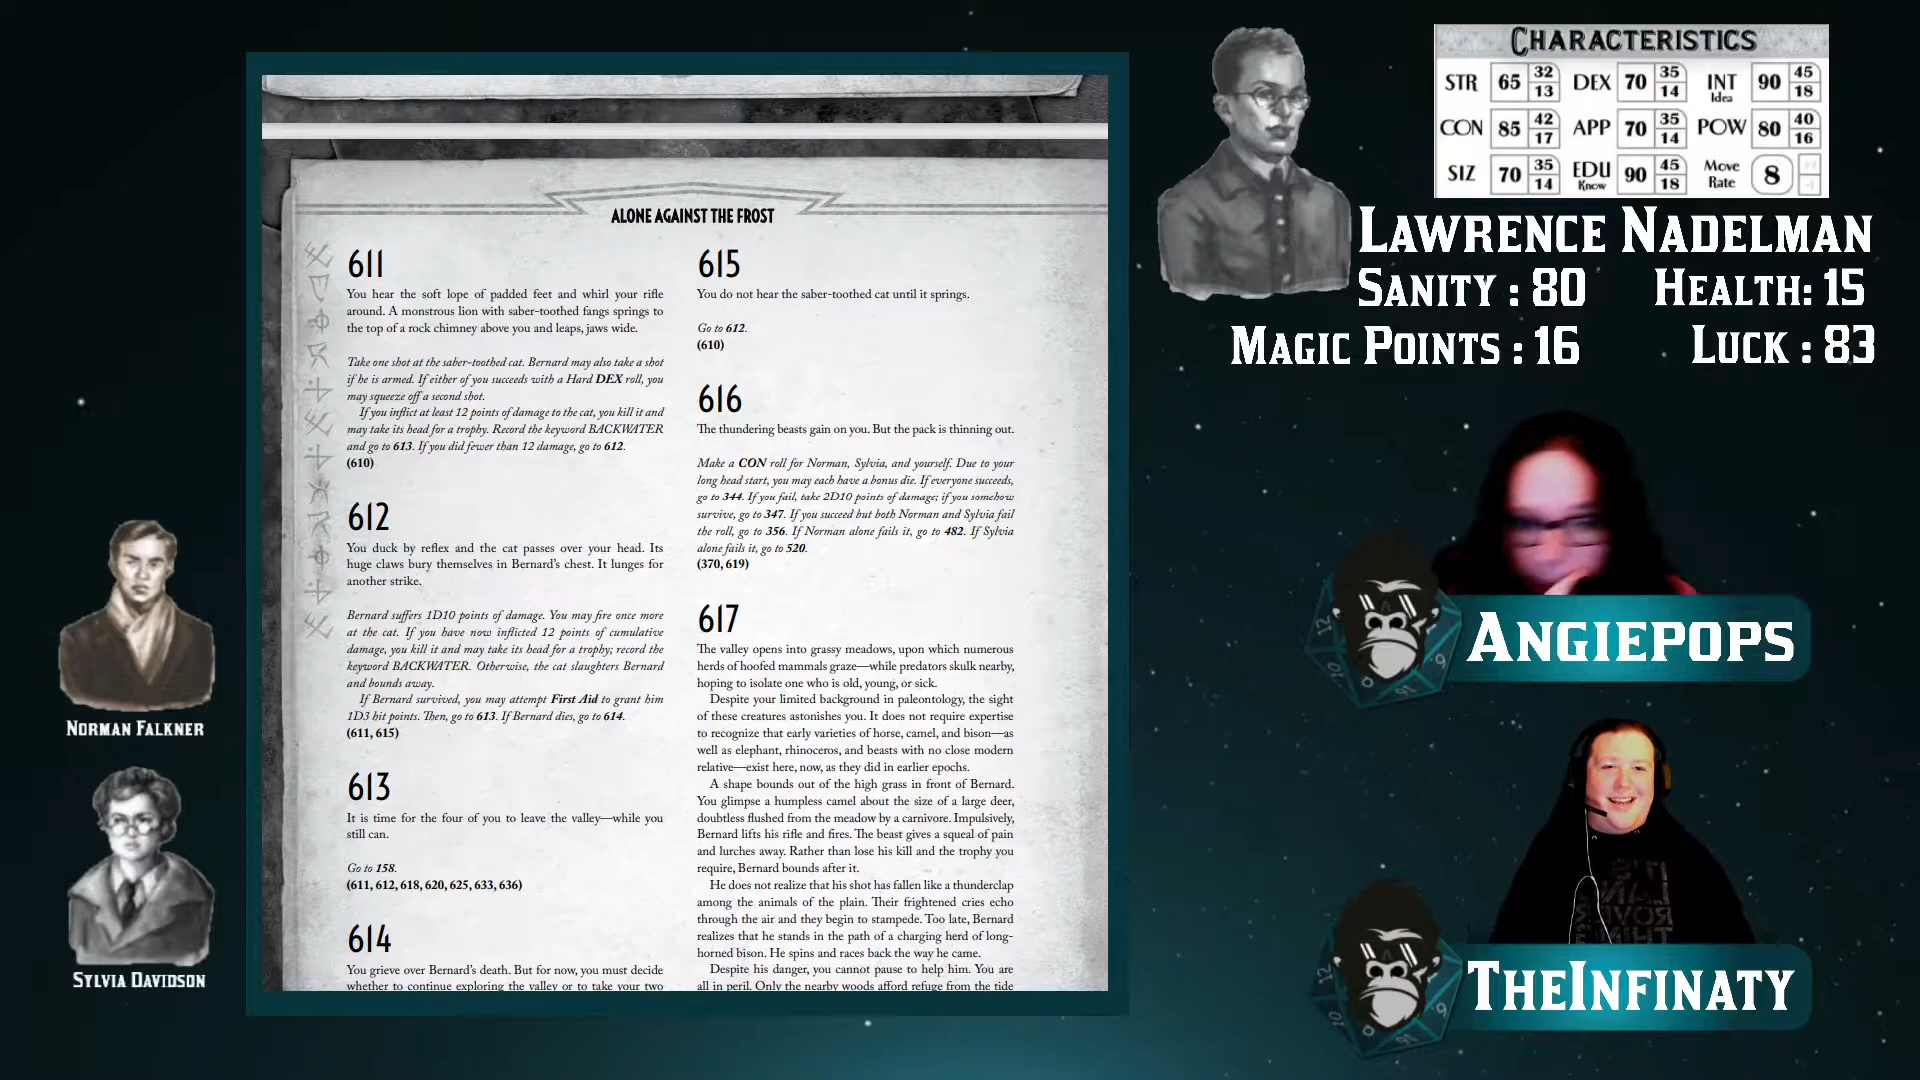 ALONE AGAINST THE FROST
611
You hear the soft lope of padded feet and whirl your rifle
around. A monstrous lion with saber-toothed fangs springs to
the top of a rock chimney above you and leaps, jaws wide.
Take one shot at the saber-toothed cat. Bernard may also take a shot
if he is armed. If either of you succeeds with a Hard DEX roll, you
may squeeze off a second shot.
If you inflict at least 12 points of damage to the cat, you kill it and
may take its head for a trophy. Record the keyword BACKWATER
and go to 613. If you did fewer than 12 damage, go to 612.
(610)
612
You duck by reflex and the cat passes over your head. Its
huge claws bury themselves in Bernard's chest. It lunges for
another strike.
Bernard suffers 1D10 points of damage. You may fire once more
at the cat. If you have now inflicted 12 points of cumulative
damage, you kill it and may take its head for a trophy; record the
keyword BACKWATER. Otherwise, the cat slaughters Bernard
and bounds away.
If Bernard survived, you may attempt First Aid to grant him
1D3 hit points. Then, go to 613. If Bernard dies, go to 614.
(611, 615)
613
It is time for the four of you to leave the valley—while you
still can.
Go to 158.
(611, 612, 618, 620, 625, 633, 636)
614
You grieve over Bernard's death. But for now, you must decide
whether to continue exploring the valley or to take your two
615
You do not hear the saber-toothed cat until it springs.
Go to 612.
(610)
616
The thundering beasts gain on you. But the pack is thinning out.
Make a CON roll for Norman, Sylvia, and yourself. Due to your
long head start, you may each have a bonus die. If everyone succeeds,
go to 344. If you fail, take 2D10 points of damage; if you somehow
survive, go to 347. If you succeed but both Norman and Sylvia fail
the roll, go to 356. If Norman alone fails it, go to 482. If Sylvia
alone fails it, go to 520.
(370, 619)
617
The valley opens into grassy meadows, upon which numerous
herds of hoofed mammals graze—while predators skulk nearby,
hoping to isolate one who is old, young, or sick.
Despite your limited background in paleontology, the sight
of these creatures astonishes you. It does not require expertise
to recognize that early varieties of horse, camel, and bison—as
well as elephant, rhinoceros, and beasts with no close modern
relative—exist here, now, as they did in earlier epochs.
A shape bounds out of the high grass in front of Bernard.
You glimpse a humpless camel about the size of a large deer,
doubtless flushed from the meadow by a carnivore. Impulsively,
Bernard lifts his rifle and fires. The beast gives a squeal of pain
and lurches away. Rather than lose his kill and the trophy you
require, Bernard bounds after it.
He does not realize that his shot has fallen like a thunderclap
among the animals of the plain. Their frightened cries echo
through the air and they begin to stampede. Too late, Bernard
realizes that he stands in the path of a charging herd of long-
horned bison. He spins and races back the way he came.
Despite his danger, you cannot pause to help him. You are
all in peril. Only the nearby woods afford refuge from the tide
NORMAN FALKNER
SYLVIA DAVIDSON
CHARACTERISTICS
STR 65 32 13 DEX 70 35 14 INT Idea 90 45 18
CON 85 42 17 APP 70 35 14 POW 80 40 16
SIZ 70 35 14 EDU Know 90 45 18 Move Rate 8
LAWRENCE NADELMAN
SANITY : 80 HEALTH: 15
MAGIC POINTS : 16 LUCK : 83
ANGIEPOPS
THEINFINATY